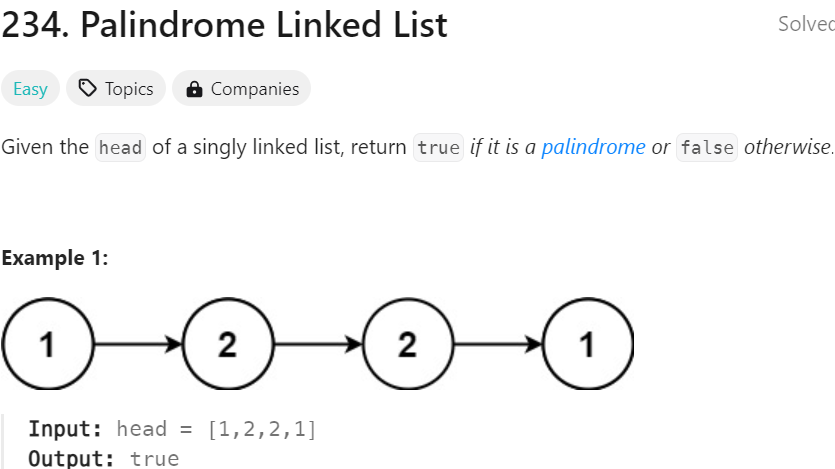 234. Palindrome Linked List
Solved
Easy Topics Companies
Given the head of a singly linked list, return true if it is a palindrome or false otherwise.
Example 1:
1 2 2 1
Input: head = [1,2,2,1]
Output: true